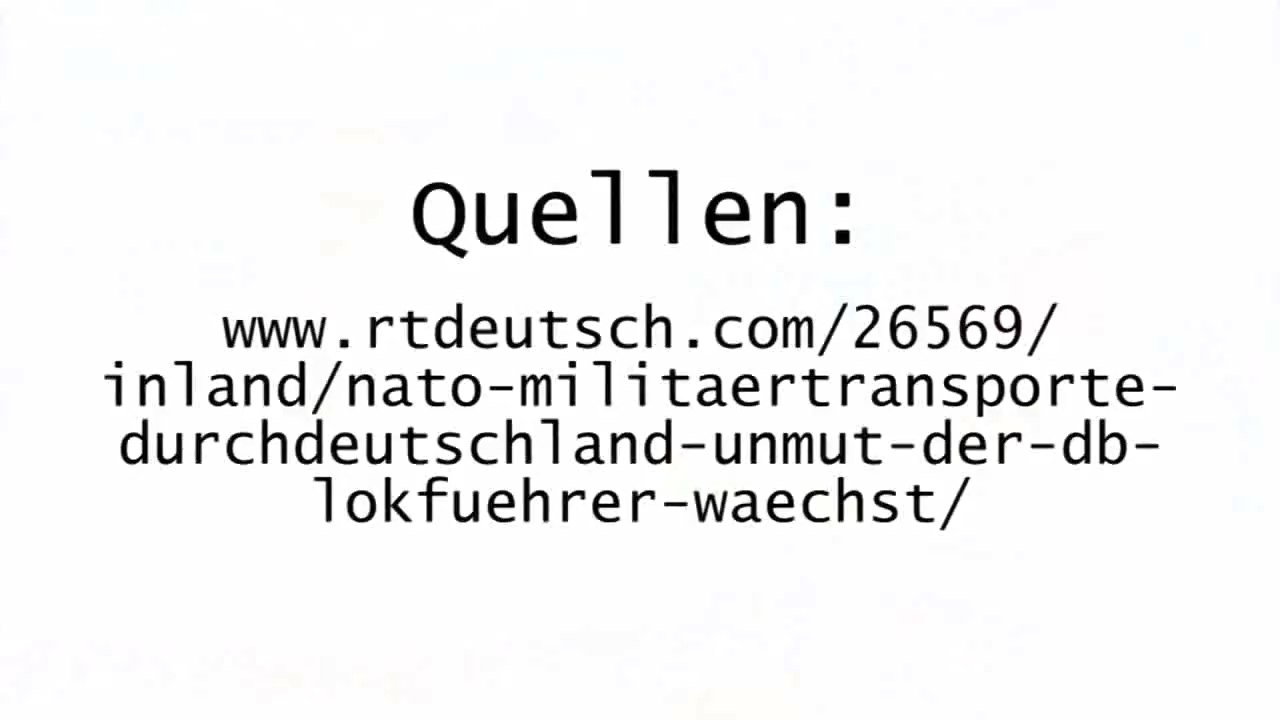 Quellen:
www.rtdeutsch.com/26569/
inland/nato-militaertransporte-
durchdeutschland-unmut-der-db-
lokfuehrer-waechst/